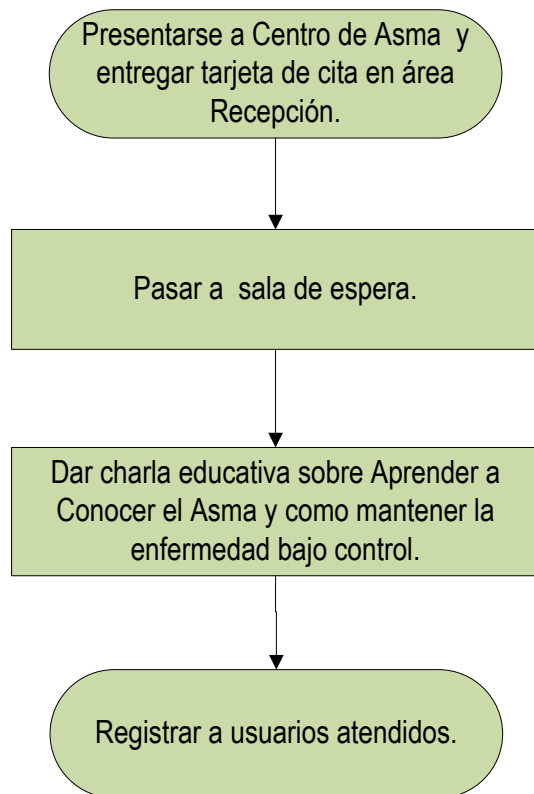 Presentarse a Centro de Asma y
entregar tarjeta de cita en área
Recepción.
Pasar a sala de espera.
Dar charla educativa sobre Aprender a
Conocer el Asma y como mantener la
enfermedad bajo control.
Registrar a usuarios atendidos.